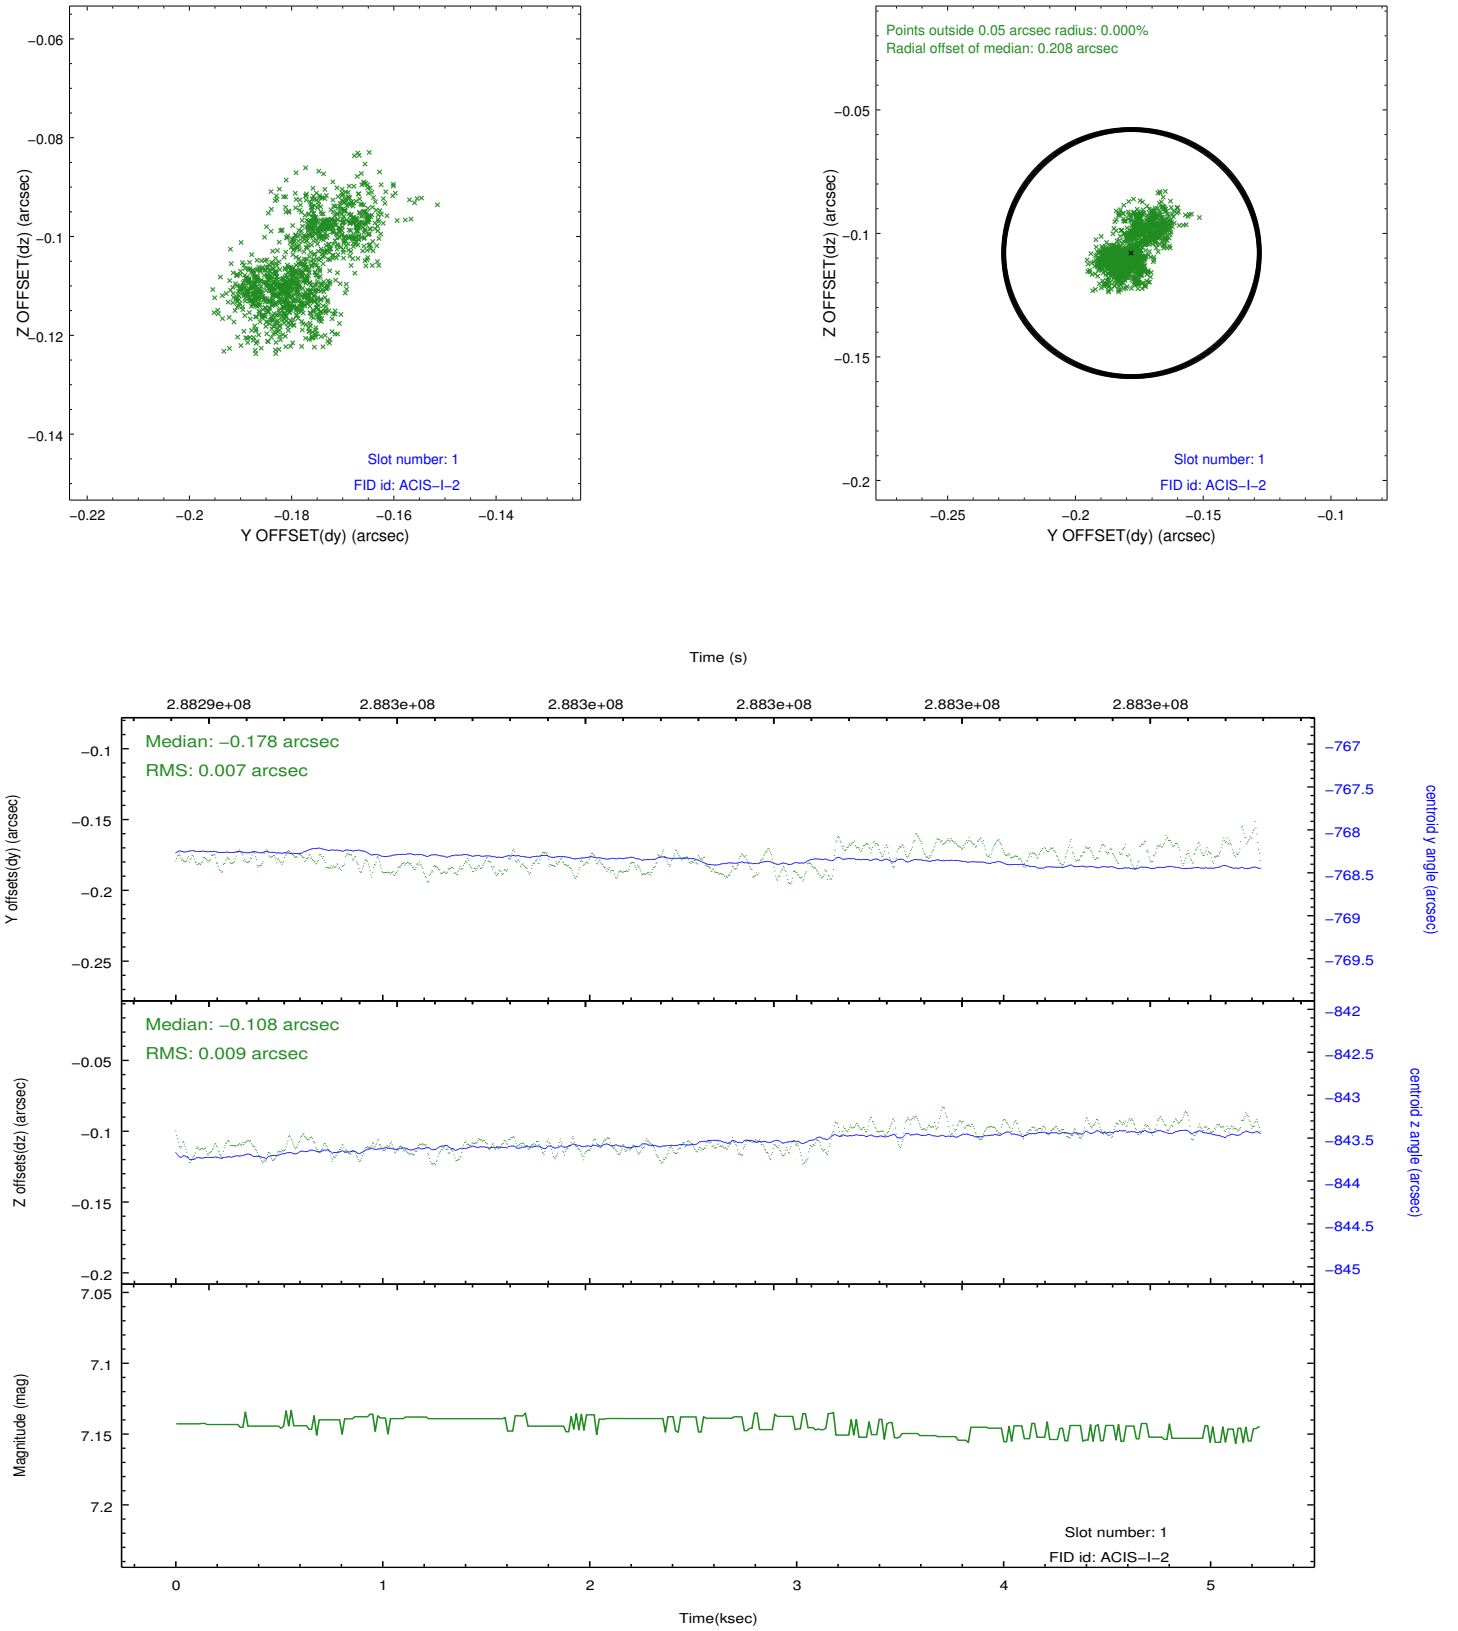 −0.06
−0.08
−0.1
−0.12
−0.14
Z OFFSET(dz) (arcsec)
Slot number: 1
FID id: ACIS−I−2
−0.22
−0.2
−0.18
−0.16
−0.14
Y OFFSET(dy) (arcsec)
Points outside 0.05 arcsec radius: 0.000%
Radial offset of median: 0.208 arcsec
−0.05
−0.1
−0.15
−0.2
Z OFFSET(dz) (arcsec)
Slot number: 1
FID id: ACIS−I−2
−0.25
−0.2
−0.15
−0.1
Y OFFSET(dy) (arcsec)
Time (s)
2.8829e+08
2.883e+08
2.883e+08
2.883e+08
2.883e+08
2.883e+08
Median: −0.178 arcsec
RMS: 0.007 arcsec
−0.1
−0.15
−0.2
−0.25
Y offsets(dy) (arcsec)
−767
−767.5
−768
−768.5
−769
−769.5
centroid y angle (arcsec)
Median: −0.108 arcsec
RMS: 0.009 arcsec
−0.05
−0.1
−0.15
−0.2
Z offsets(dz) (arcsec)
−842
−842.5
−843
−843.5
−844
−844.5
−845
centroid z angle (arcsec)
7.05
7.1
7.15
7.2
Magnitude (mag)
Slot number: 1
FID id: ACIS−I−2
0
1
2
3
4
5
Time(ksec)